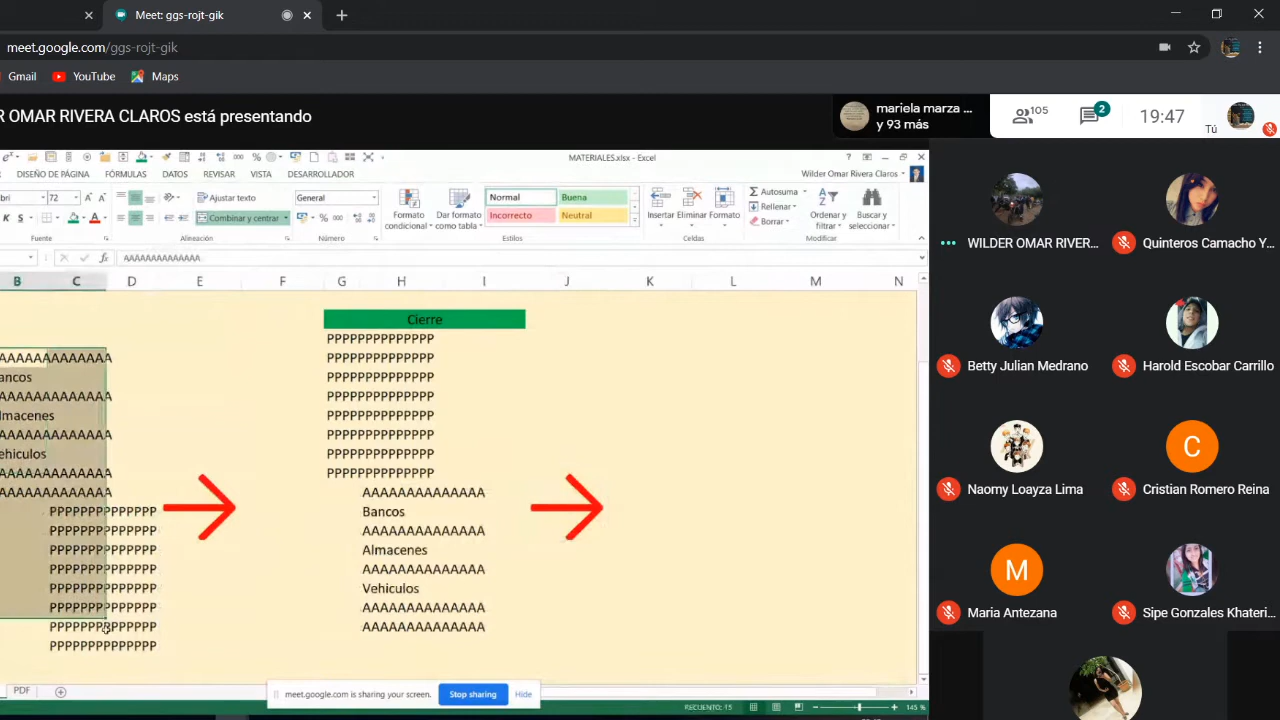 Meet: ggs-rojt-gik
meet.google.com/ggs-rojt-gik
Gmail YouTube Maps
R OMAR RIVERA CLAROS está presentando
mariela marza ...
y 93 más
105
2
19:47
Tú
MATERIALES.xlsx - Excel
DISEÑO DE PÁGINA FÓRMULAS DATOS REVISAR VISTA DESARROLLADOR
Wilder Omar Rivera Claros
bri 72 Ajustar texto General
K S Combinar y centrar
Formato condicional
Dar formato como tabla
Normal Buena
Incorrecto Neutral
Insertar Eliminar Formato
Autosuma
Rellenar
Borrar
Ordenar y filtrar
Buscar y seleccionar
Fuente Alineación Número Estilos Celdas Modificar
AAAAAAAAAAAAAA
B C D E F G H I J K L M N
Cierre
PPPPPPPPPPPPPP
PPPPPPPPPPPPPP
PPPPPPPPPPPPPP
PPPPPPPPPPPPPP
PPPPPPPPPPPPPP
PPPPPPPPPPPPPP
PPPPPPPPPPPPPP
PPPPPPPPPPPPPP
AAAAAAAAAAAAAA
Bancos
AAAAAAAAAAAAAA
Almacenes
AAAAAAAAAAAAAA
Vehiculos
AAAAAAAAAAAAAA
AAAAAAAAAAAAAA
AAAAAAAAAAAAA
ancos
AAAAAAAAAAAAA
lmacenes
AAAAAAAAAAAAA
ehiculos
AAAAAAAAAAAAA
AAAAAAAAAAAAA
PPPPPPPPPPPPPP
PPPPPPPPPPPPPP
PPPPPPPPPPPPPP
PPPPPPPPPPPPPP
PPPPPPPPPPPPPP
PPPPPPPPPPPPPP
PPPPPPPPPPPPPP
PPPPPPPPPPPPPP
PDF
meet.google.com is sharing your screen. Stop sharing Hide
RECUENTO: 15
145 %
WILDER OMAR RIVER...
Quinteros Camacho Y...
Betty Julian Medrano
Harold Escobar Carrillo
Naomy Loayza Lima
C
Cristian Romero Reina
M
Maria Antezana
Sipe Gonzales Khateri...